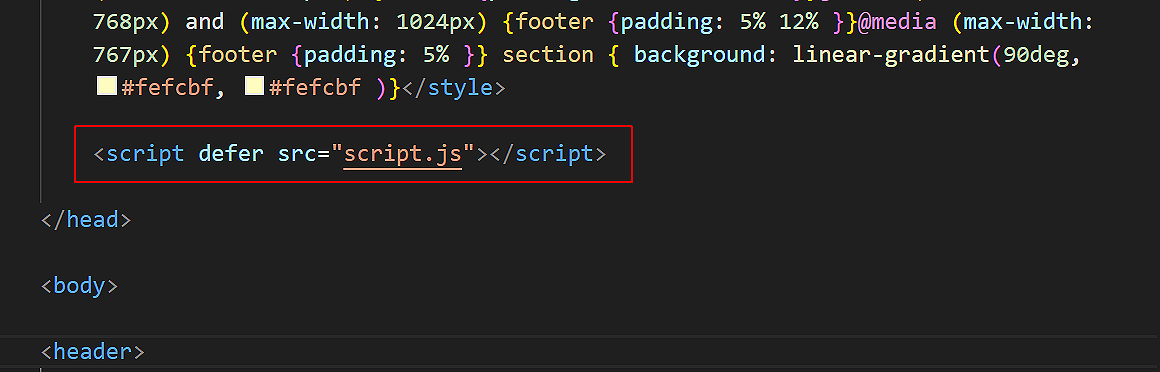 768px) and (max-width: 1024px) {footer {padding: 5% 12% }}@media (max-width:
767px) {footer {padding: 5% }} section { background: linear-gradient(90deg,
#fefcbf, #fefcbf )}</style>
<script defer src="script.js"></script>
</head>
<body>
<header>